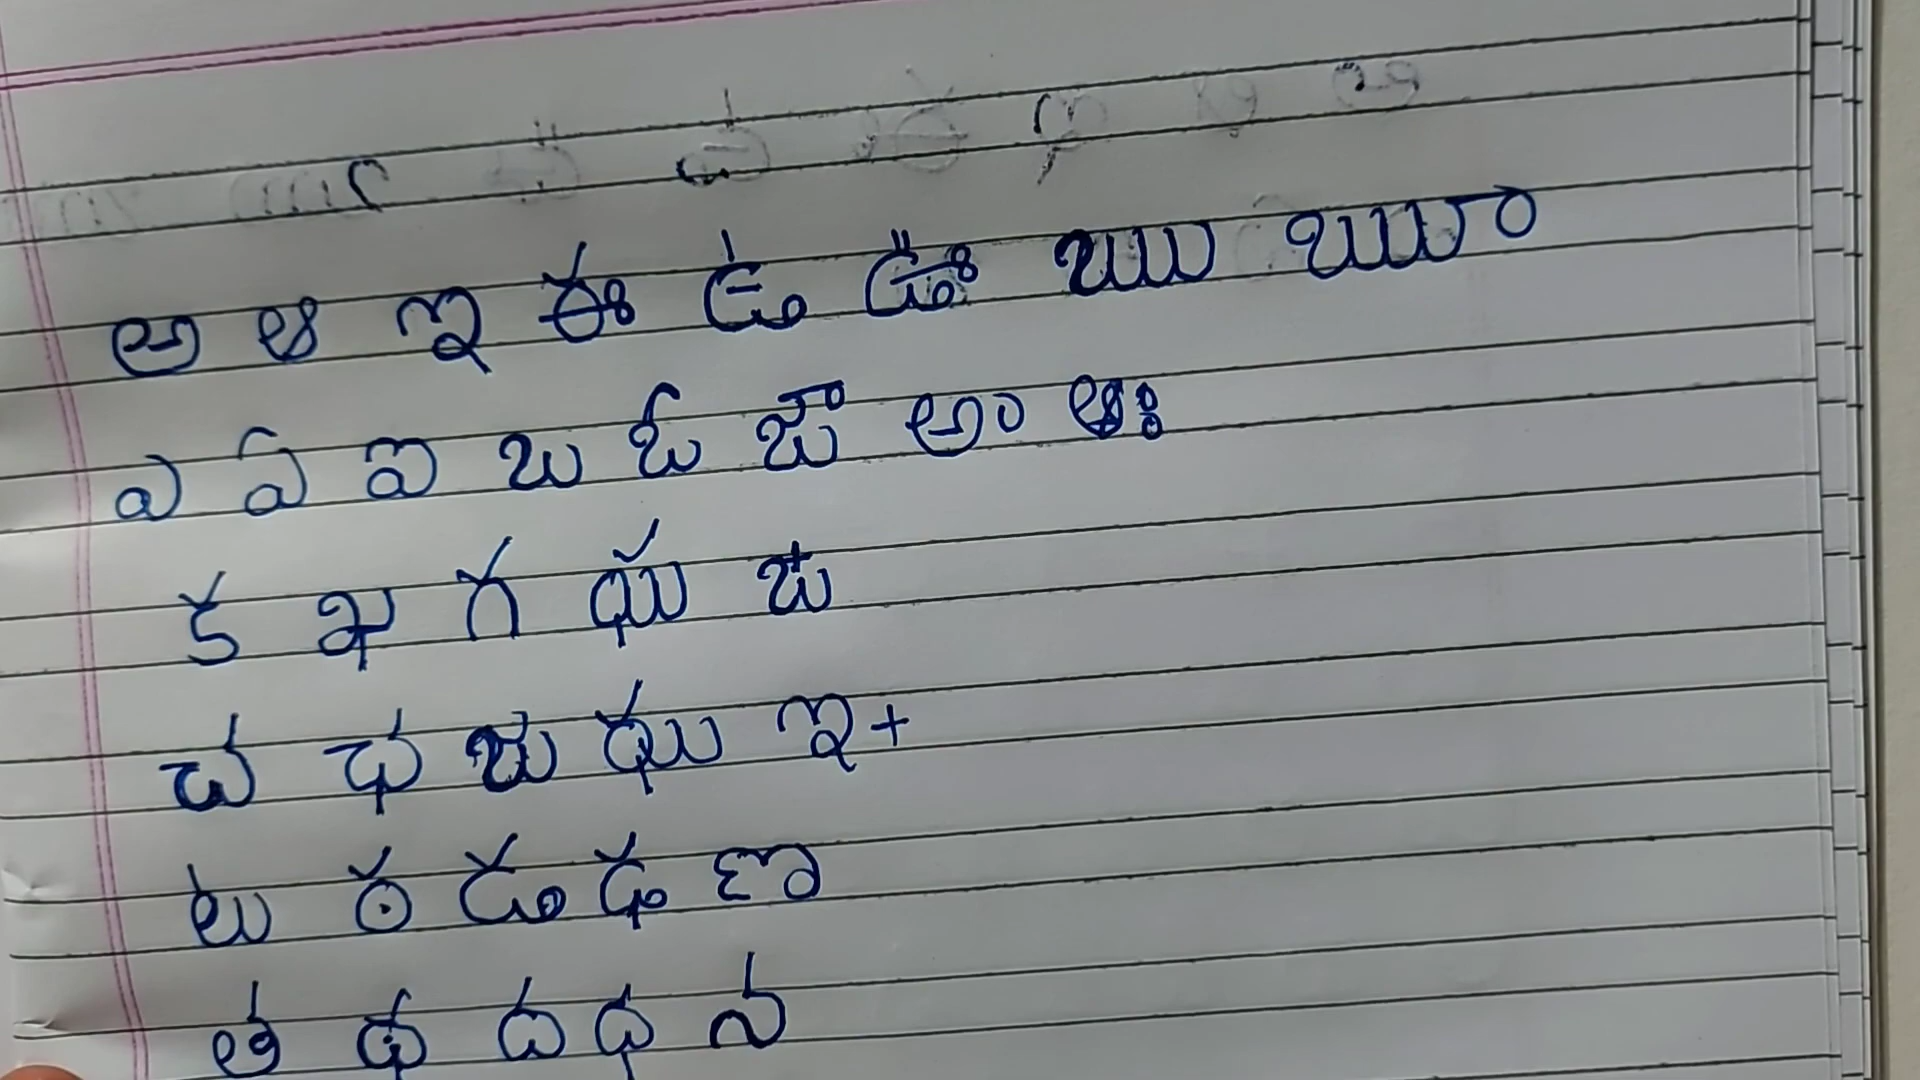 అ ఆ ఇ ఈ ఉ ఊ ఋ ౠ
ఎ ఏ ఐ ఒ ఓ ఔ అం అః
క ఖ గ ఘ ఙ
చ ఛ జ ఝ ఞ
ట ఠ డ ఢ ణ
త థ ద ధ న